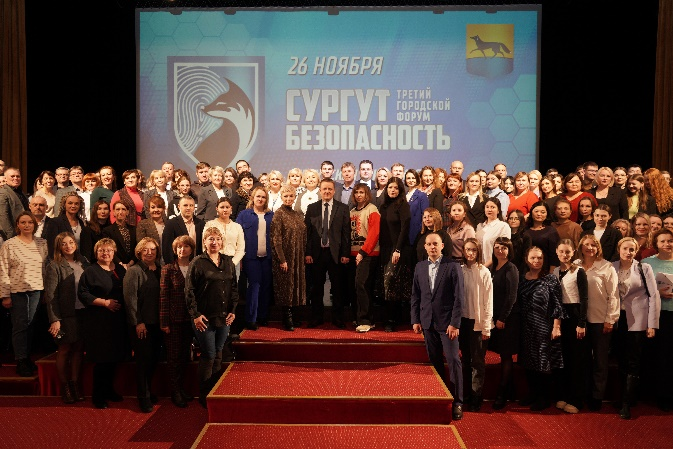 26 НОЯБРЯ
СУРГУТ
БЕЗОПАСНОСТЬ
ТРЕТИЙ
ГОРОДСКОЙ
ФОРУМ